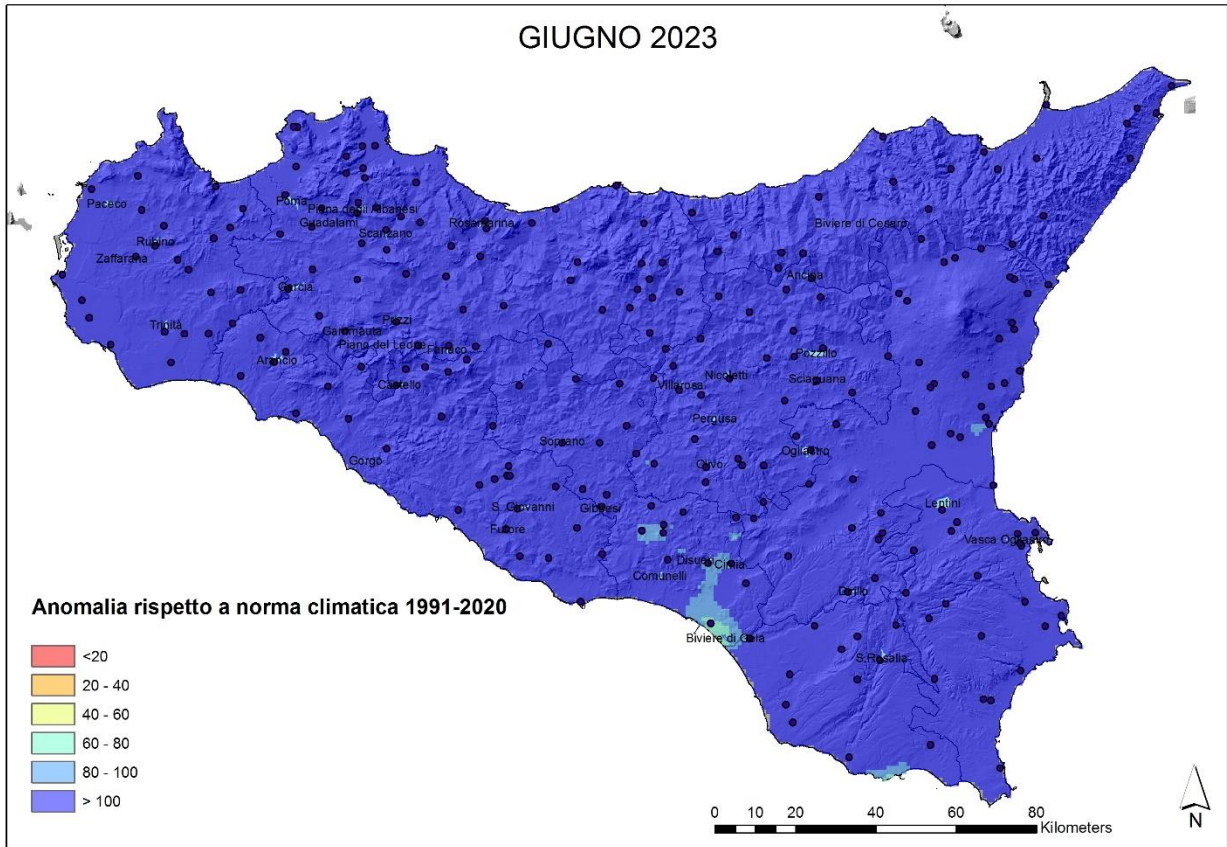 GIUGNO 2023
Paceco
Poma
Piana degli Albanesi
Guadalami
Scanzano
Rosamarina
Biviere di Cesarò
Rubino
Zaffarana
Garcia
Ancipa
Trinità
Prizzi
Gammauta
Piano del Leone
Fanaco
Arancio
Castello
Pozzillo
Nicoletti
Sciaguana
Villarosa
Pergusa
Soprano
Gorgo
Olivo
Ogliastro
S. Giovanni
Gibbesi
Furore
Lentini
Vasca Ogliastro
Disueri
Cimia
Comunelli
Dirillo
Biviere di Gela
S.Rosalia
Anomalia rispetto a norma climatica 1991-2020
<20
20 - 40
40 - 60
60 - 80
80 - 100
> 100
0 10 20 40 60 80
Kilometers
N